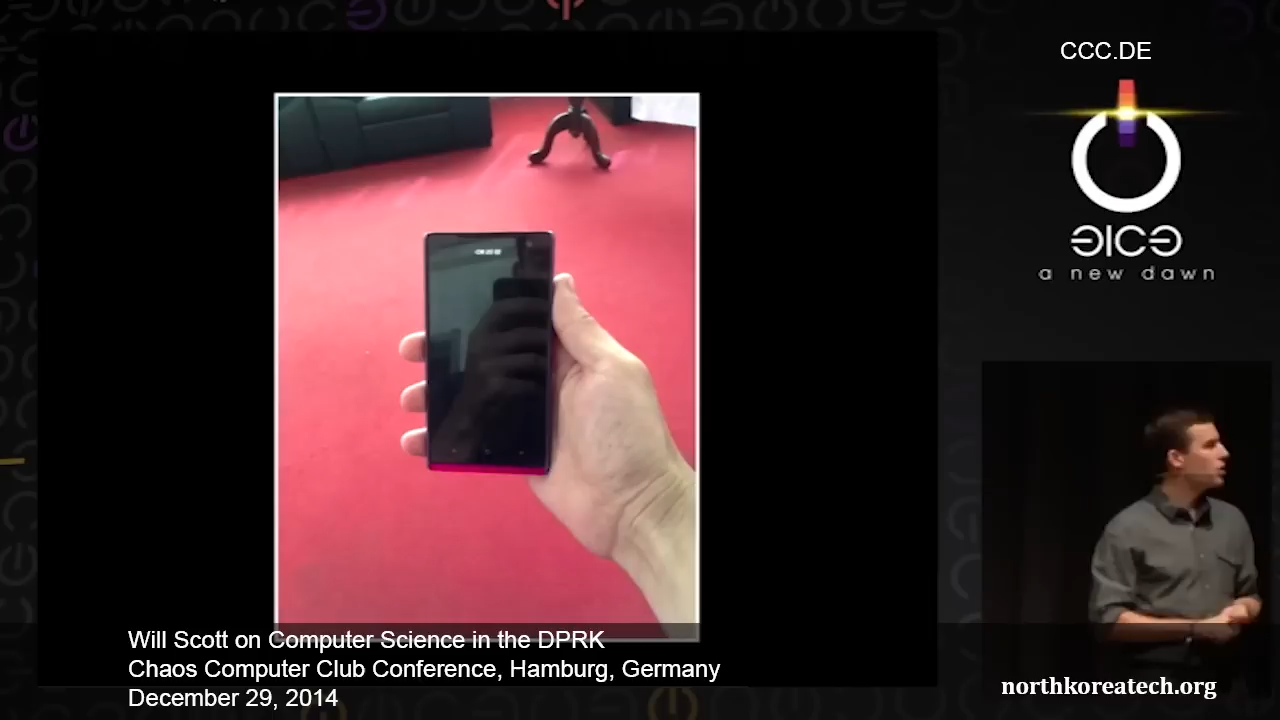 CCC.DE
a new dawn
Will Scott on Computer Science in the DPRK
Chaos Computer Club Conference, Hamburg, Germany
December 29, 2014
northkoreatech.org